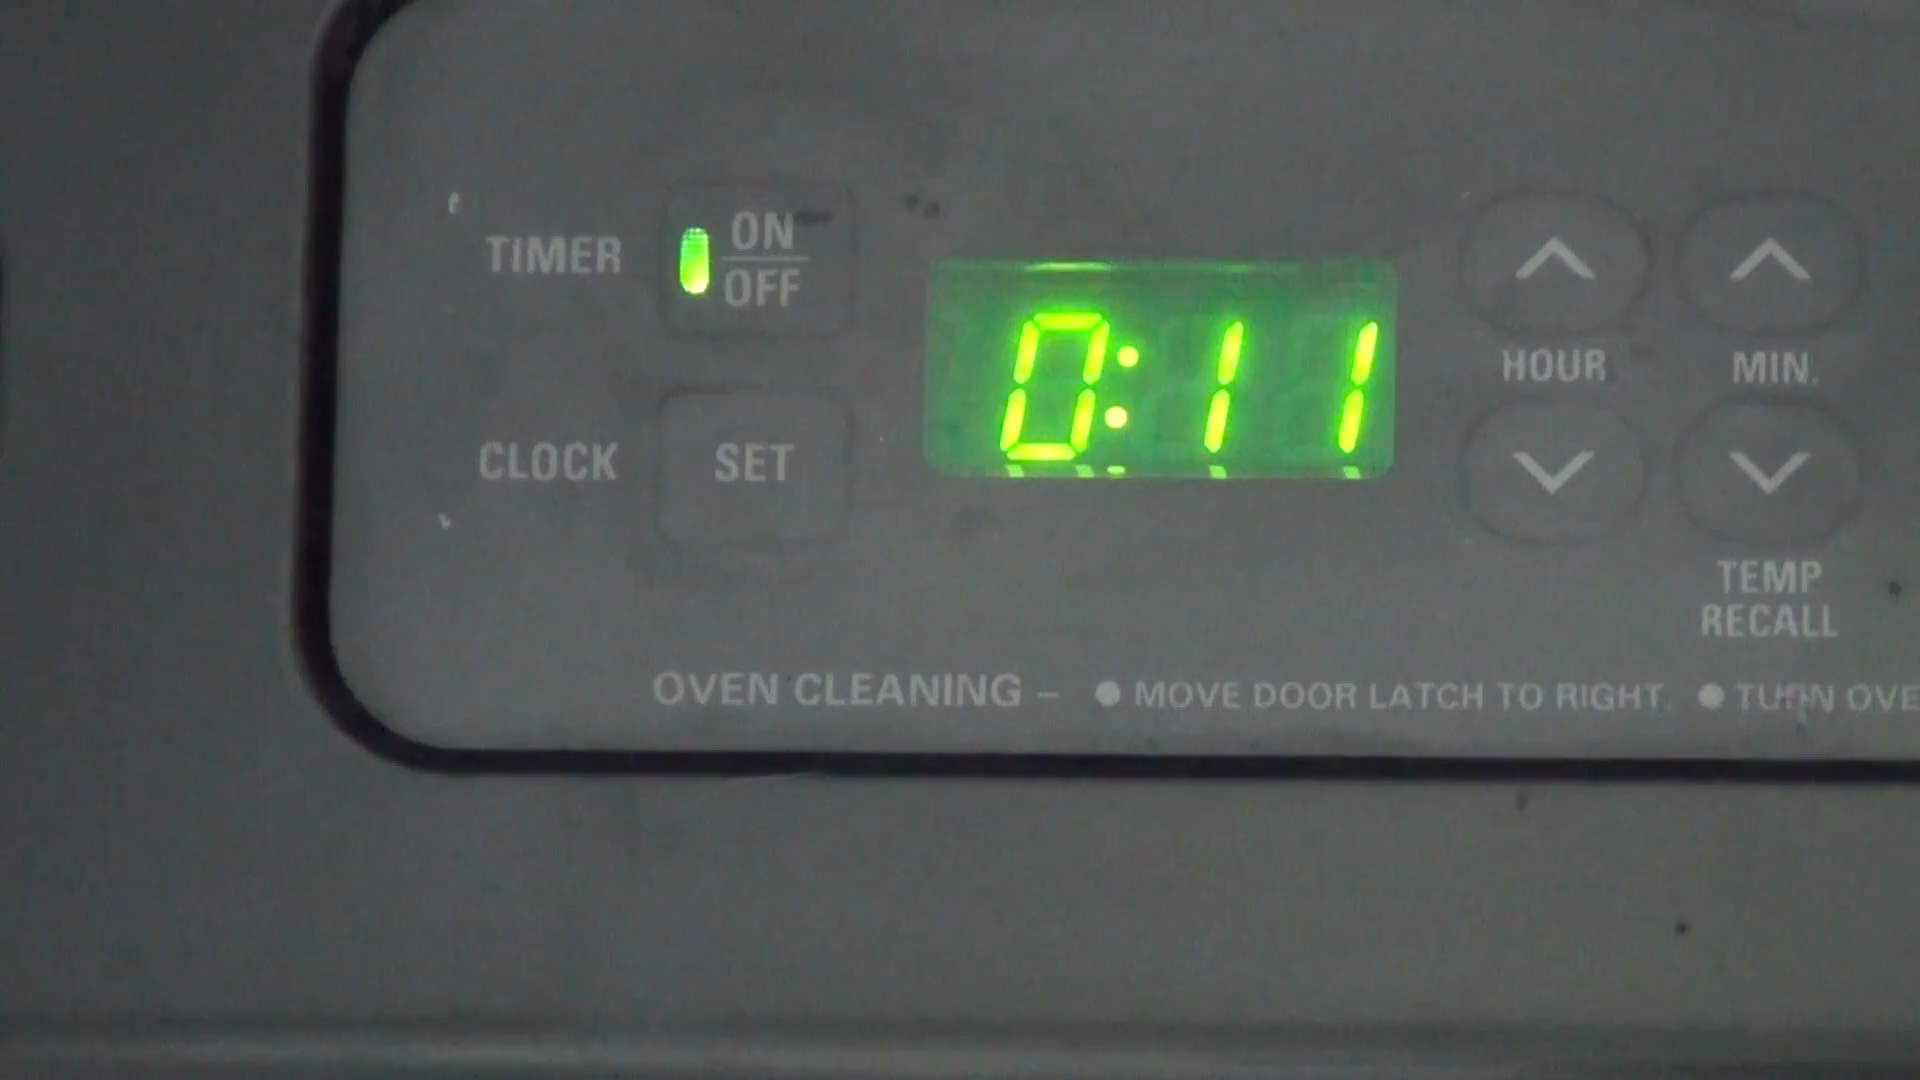 TIMER
ON
OFF
0:11
HOUR
MIN.
CLOCK
SET
TEMP
RECALL
OVEN CLEANING – ● MOVE DOOR LATCH TO RIGHT. ● TURN OVE